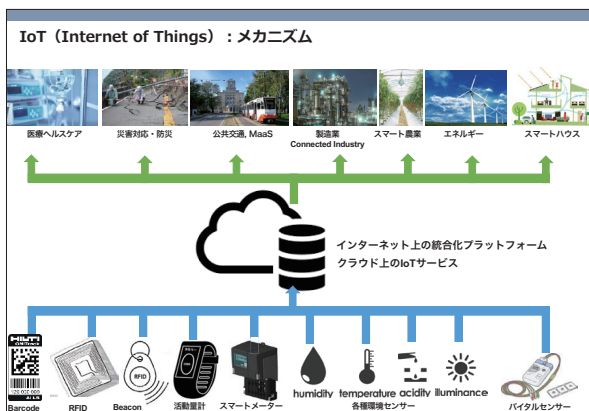 IoT（Internet of Things）：メカニズム
医療ヘルスケア
災害対応・防災
公共交通, MaaS
製造業
Connected Industry
スマート農業
エネルギー
スマートハウス
インターネット上の統合化プラットフォーム
クラウド上のIoTサービス
RFID
humidity
temperature
acidity
illuminance
Barcode
RFID
Beacon
活動量計
スマートメーター
各種環境センサー
バイタルセンサー